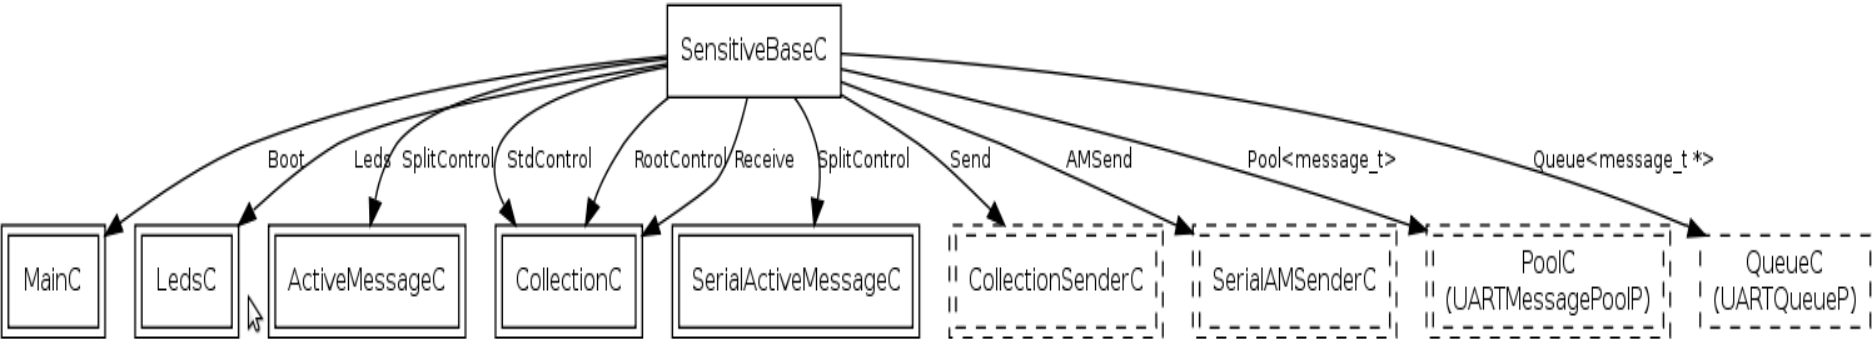 SensitiveBaseC
Boot
Leds
SplitControl
StdControl
RootControl
Receive
SplitControl
Send
AMSend
Pool<message_t>
Queue<message_t *>
MainC
LedsC
ActiveMessageC
CollectionC
SerialActiveMessageC
CollectionSenderC
SerialAMSenderC
PoolC
(UARTMessagePoolP)
QueueC
(UARTQueueP)